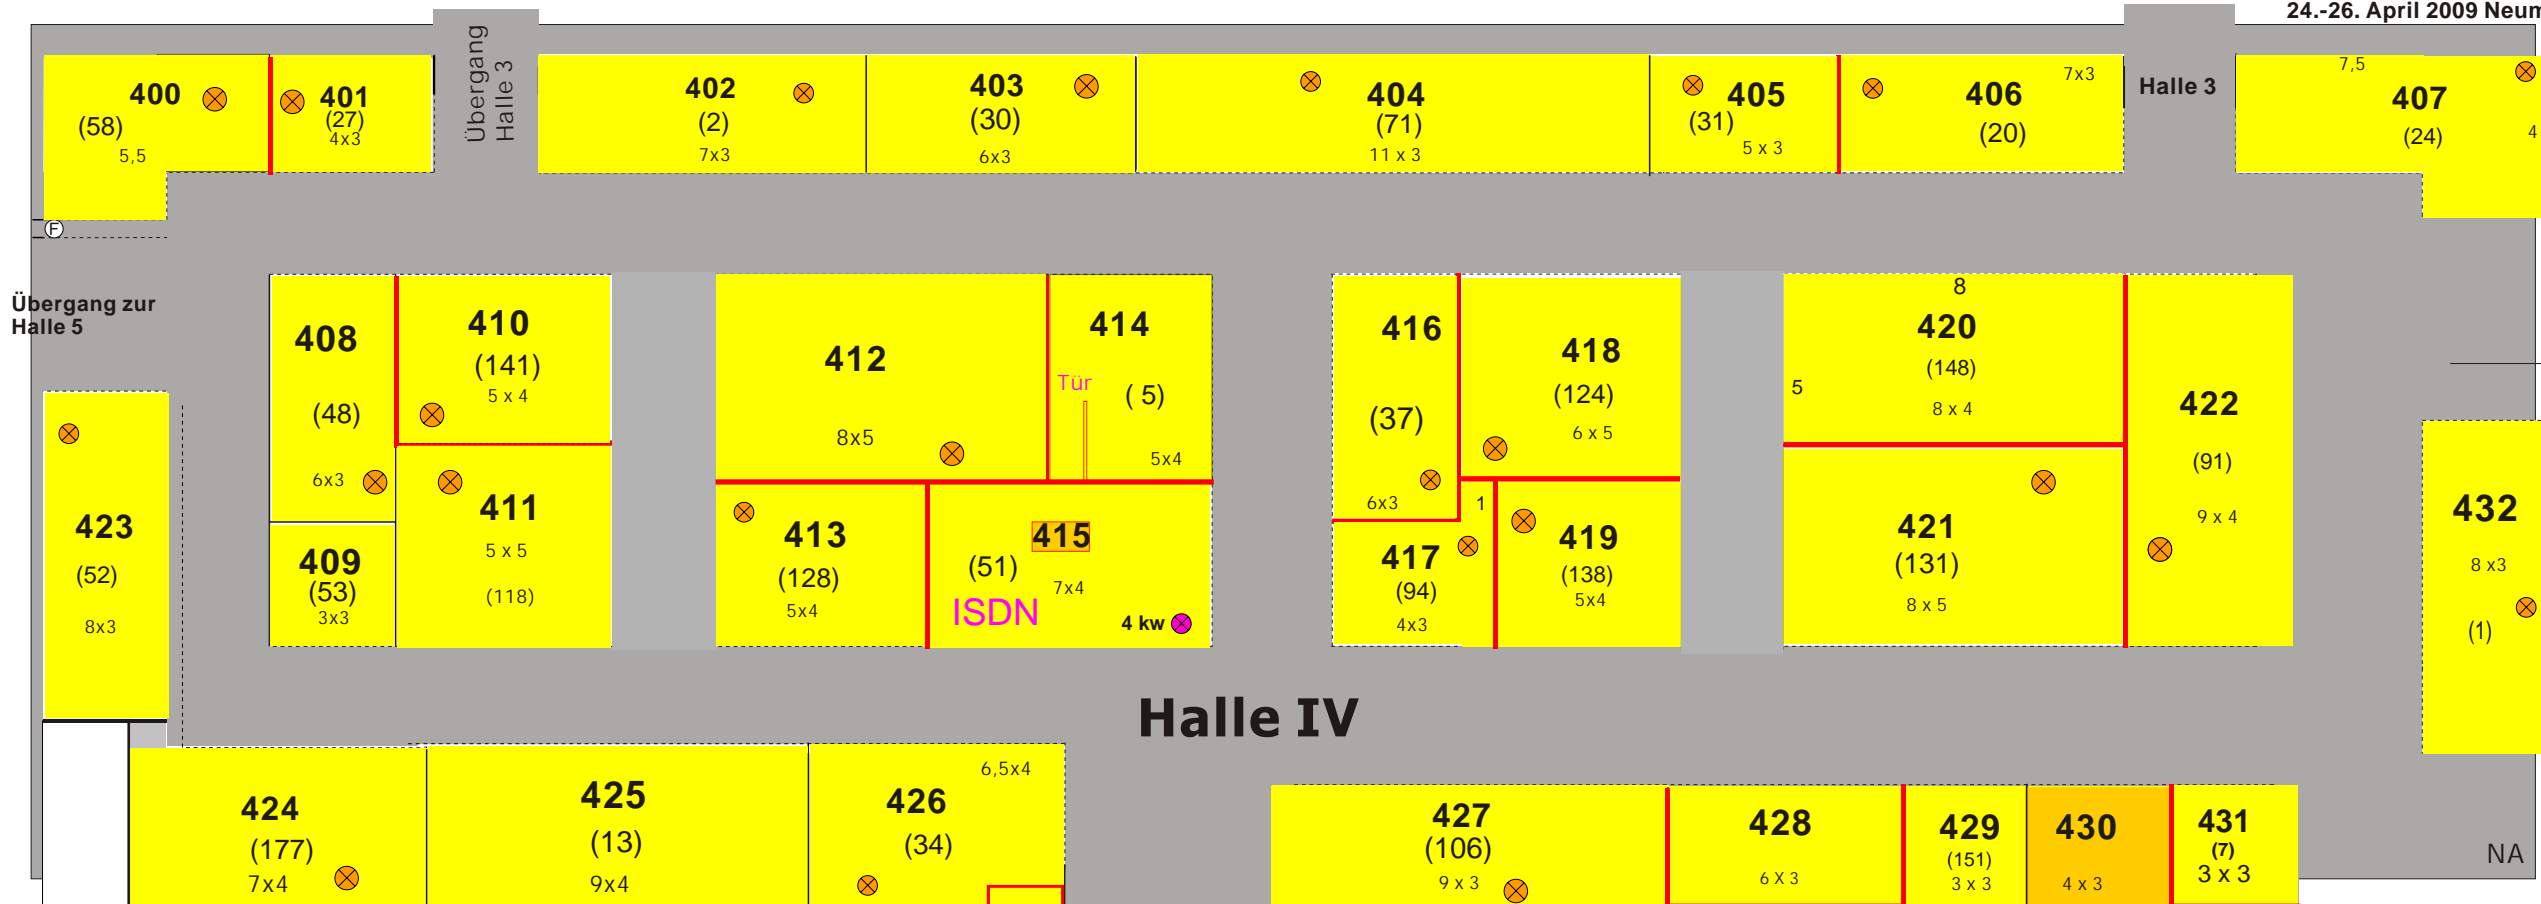 24.-26. April 2009 Neum
Übergang
Halle 3
400
(58)
5,5
401
(27)
4x3
402
(2)
7x3
403
(30)
6x3
404
(71)
11 x 3
405
(31)
5 x 3
406
7x3
(20)
Halle 3
7,5
407
(24)
4
F
Übergang zur
Halle 5
408
(48)
6x3
409
(53)
3x3
410
(141)
5 x 4
411
5 x 5
(118)
412
8x5
413
(128)
5x4
414
Tür
( 5)
5x4
415
(51)
7x4
ISDN
4 kw
416
(37)
6x3
417
(94)
4x3
1
418
(124)
6 x 5
419
(138)
5x4
8
420
5
(148)
8 x 4
421
(131)
8 x 5
422
(91)
9 x 4
423
(52)
8x3
432
8 x3
(1)
Halle IV
424
(177)
7x4
425
(13)
9x4
426
6,5x4
(34)
427
(106)
9 x 3
428
6 X 3
429
(151)
3 x 3
430
4 x 3
431
(7)
3 x 3
NA